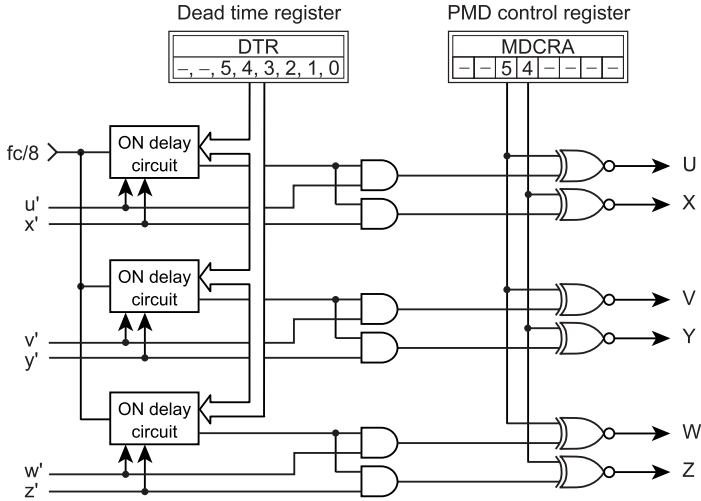 Dead time register
PMD control register
DTR
–, –, 5, 4, 3, 2, 1, 0
MDCRA
– – 5 4 – – – –
fc/8
ON delay
circuit
U
u'
x'
X
ON delay
circuit
V
v'
y'
Y
ON delay
circuit
W
w'
z'
Z